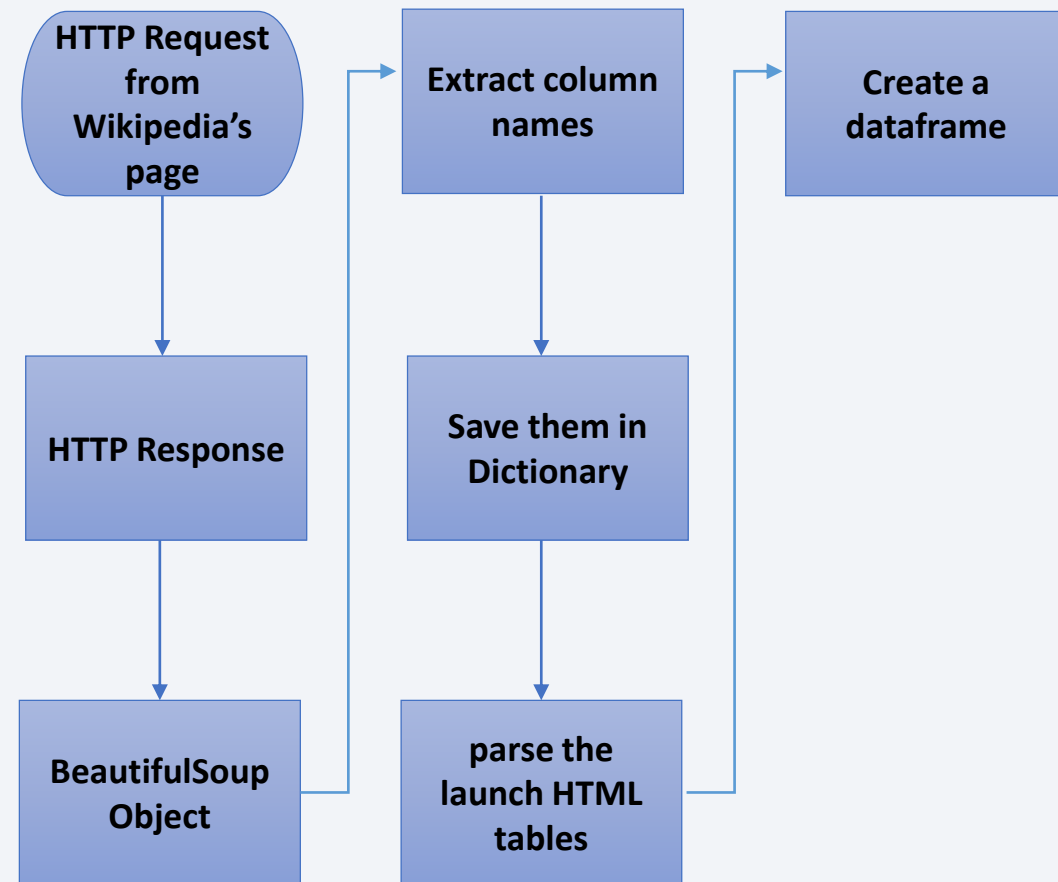 HTTP Request
from
Wikipedia’s
page
HTTP Response
BeautifulSoup
Object
Extract column
names
Save them in
Dictionary
parse the
launch HTML
tables
Create a
dataframe